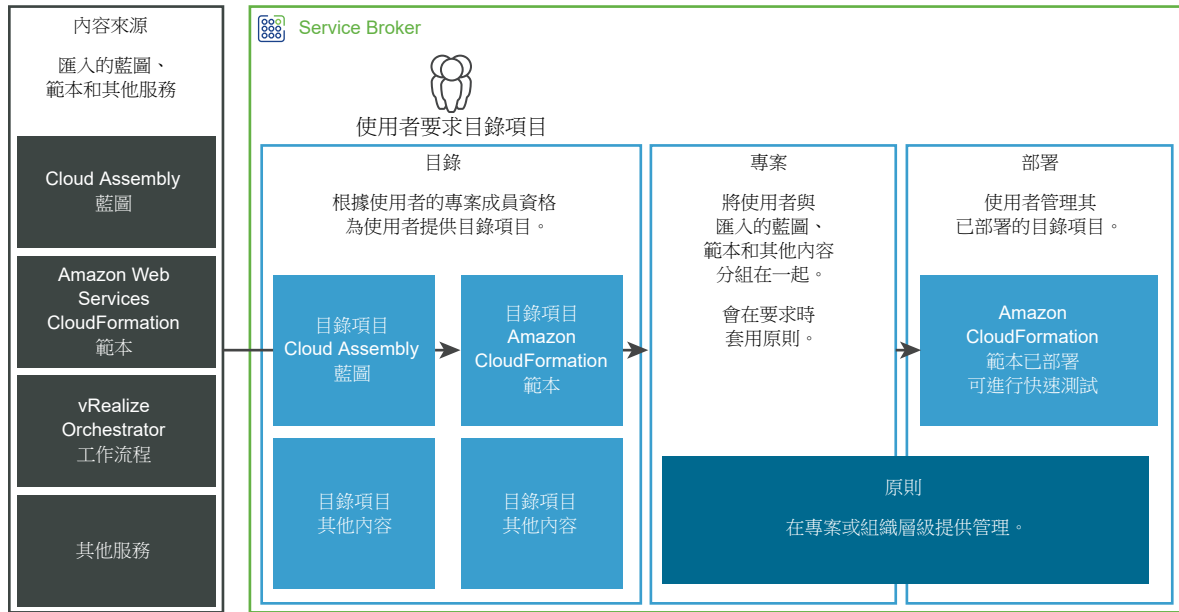 內容來源
匯入的藍圖、
範本和其他服務
Cloud Assembly
藍圖
Amazon Web
Services
CloudFormation
範本
vRealize
Orchestrator
工作流程
其他服務
Service Broker
使用者要求目錄項目
目錄
根據使用者的專案成員資格
為使用者提供目錄項目。
目錄項目
Cloud Assembly
藍圖
目錄項目
Amazon
CloudFormation
範本
目錄項目
其他內容
目錄項目
其他內容
專案
將使用者與
匯入的藍圖、
範本和其他內容
分組在一起。
會在要求時
套用原則。
部署
使用者管理其
已部署的目錄項目。
Amazon
CloudFormation
範本已部署
可進行快速測試
原則
在專案或組織層級提供管理。